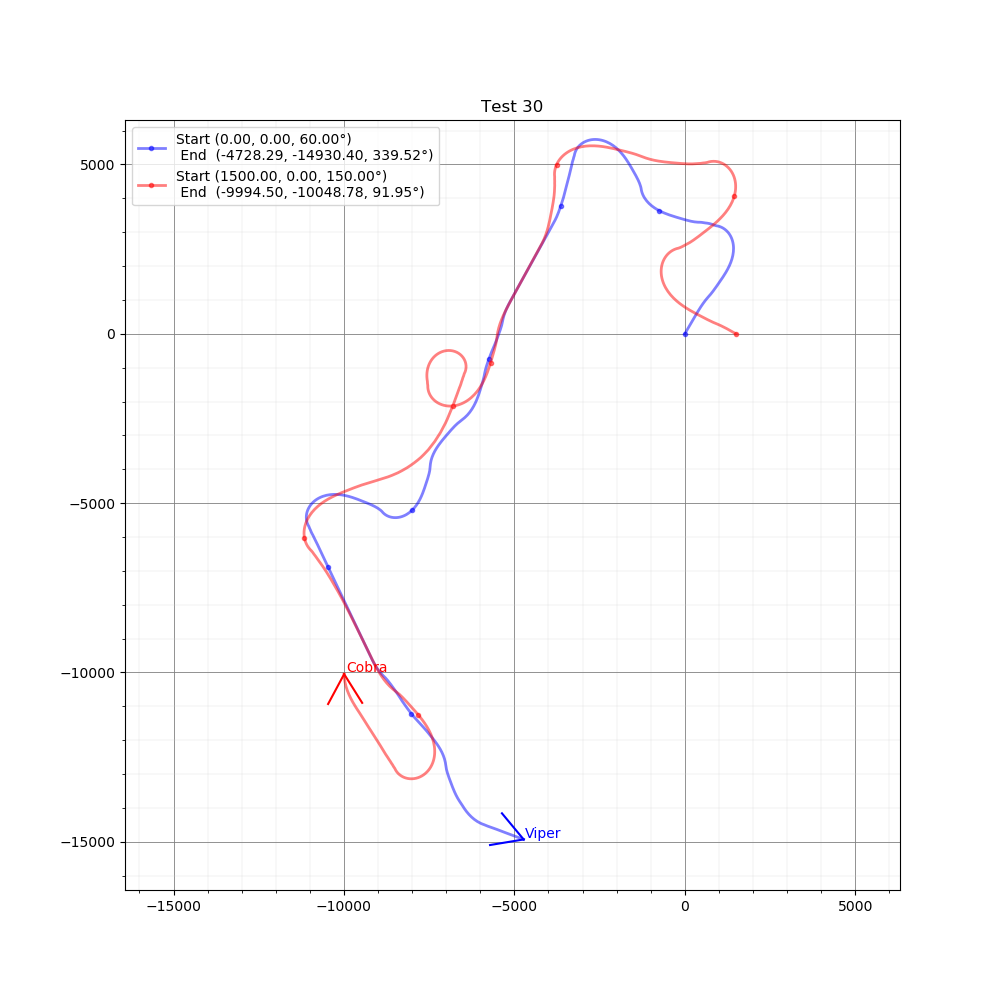 Test 30
Start (0.00, 0.00, 60.00°)
End (-4728.29, -14930.40, 339.52°)
Start (1500.00, 0.00, 150.00°)
End (-9994.50, -10048.78, 91.95°)
5000
0
−5000
−10000
−15000
Cobra
Viper
−15000 −10000 −5000 0 5000